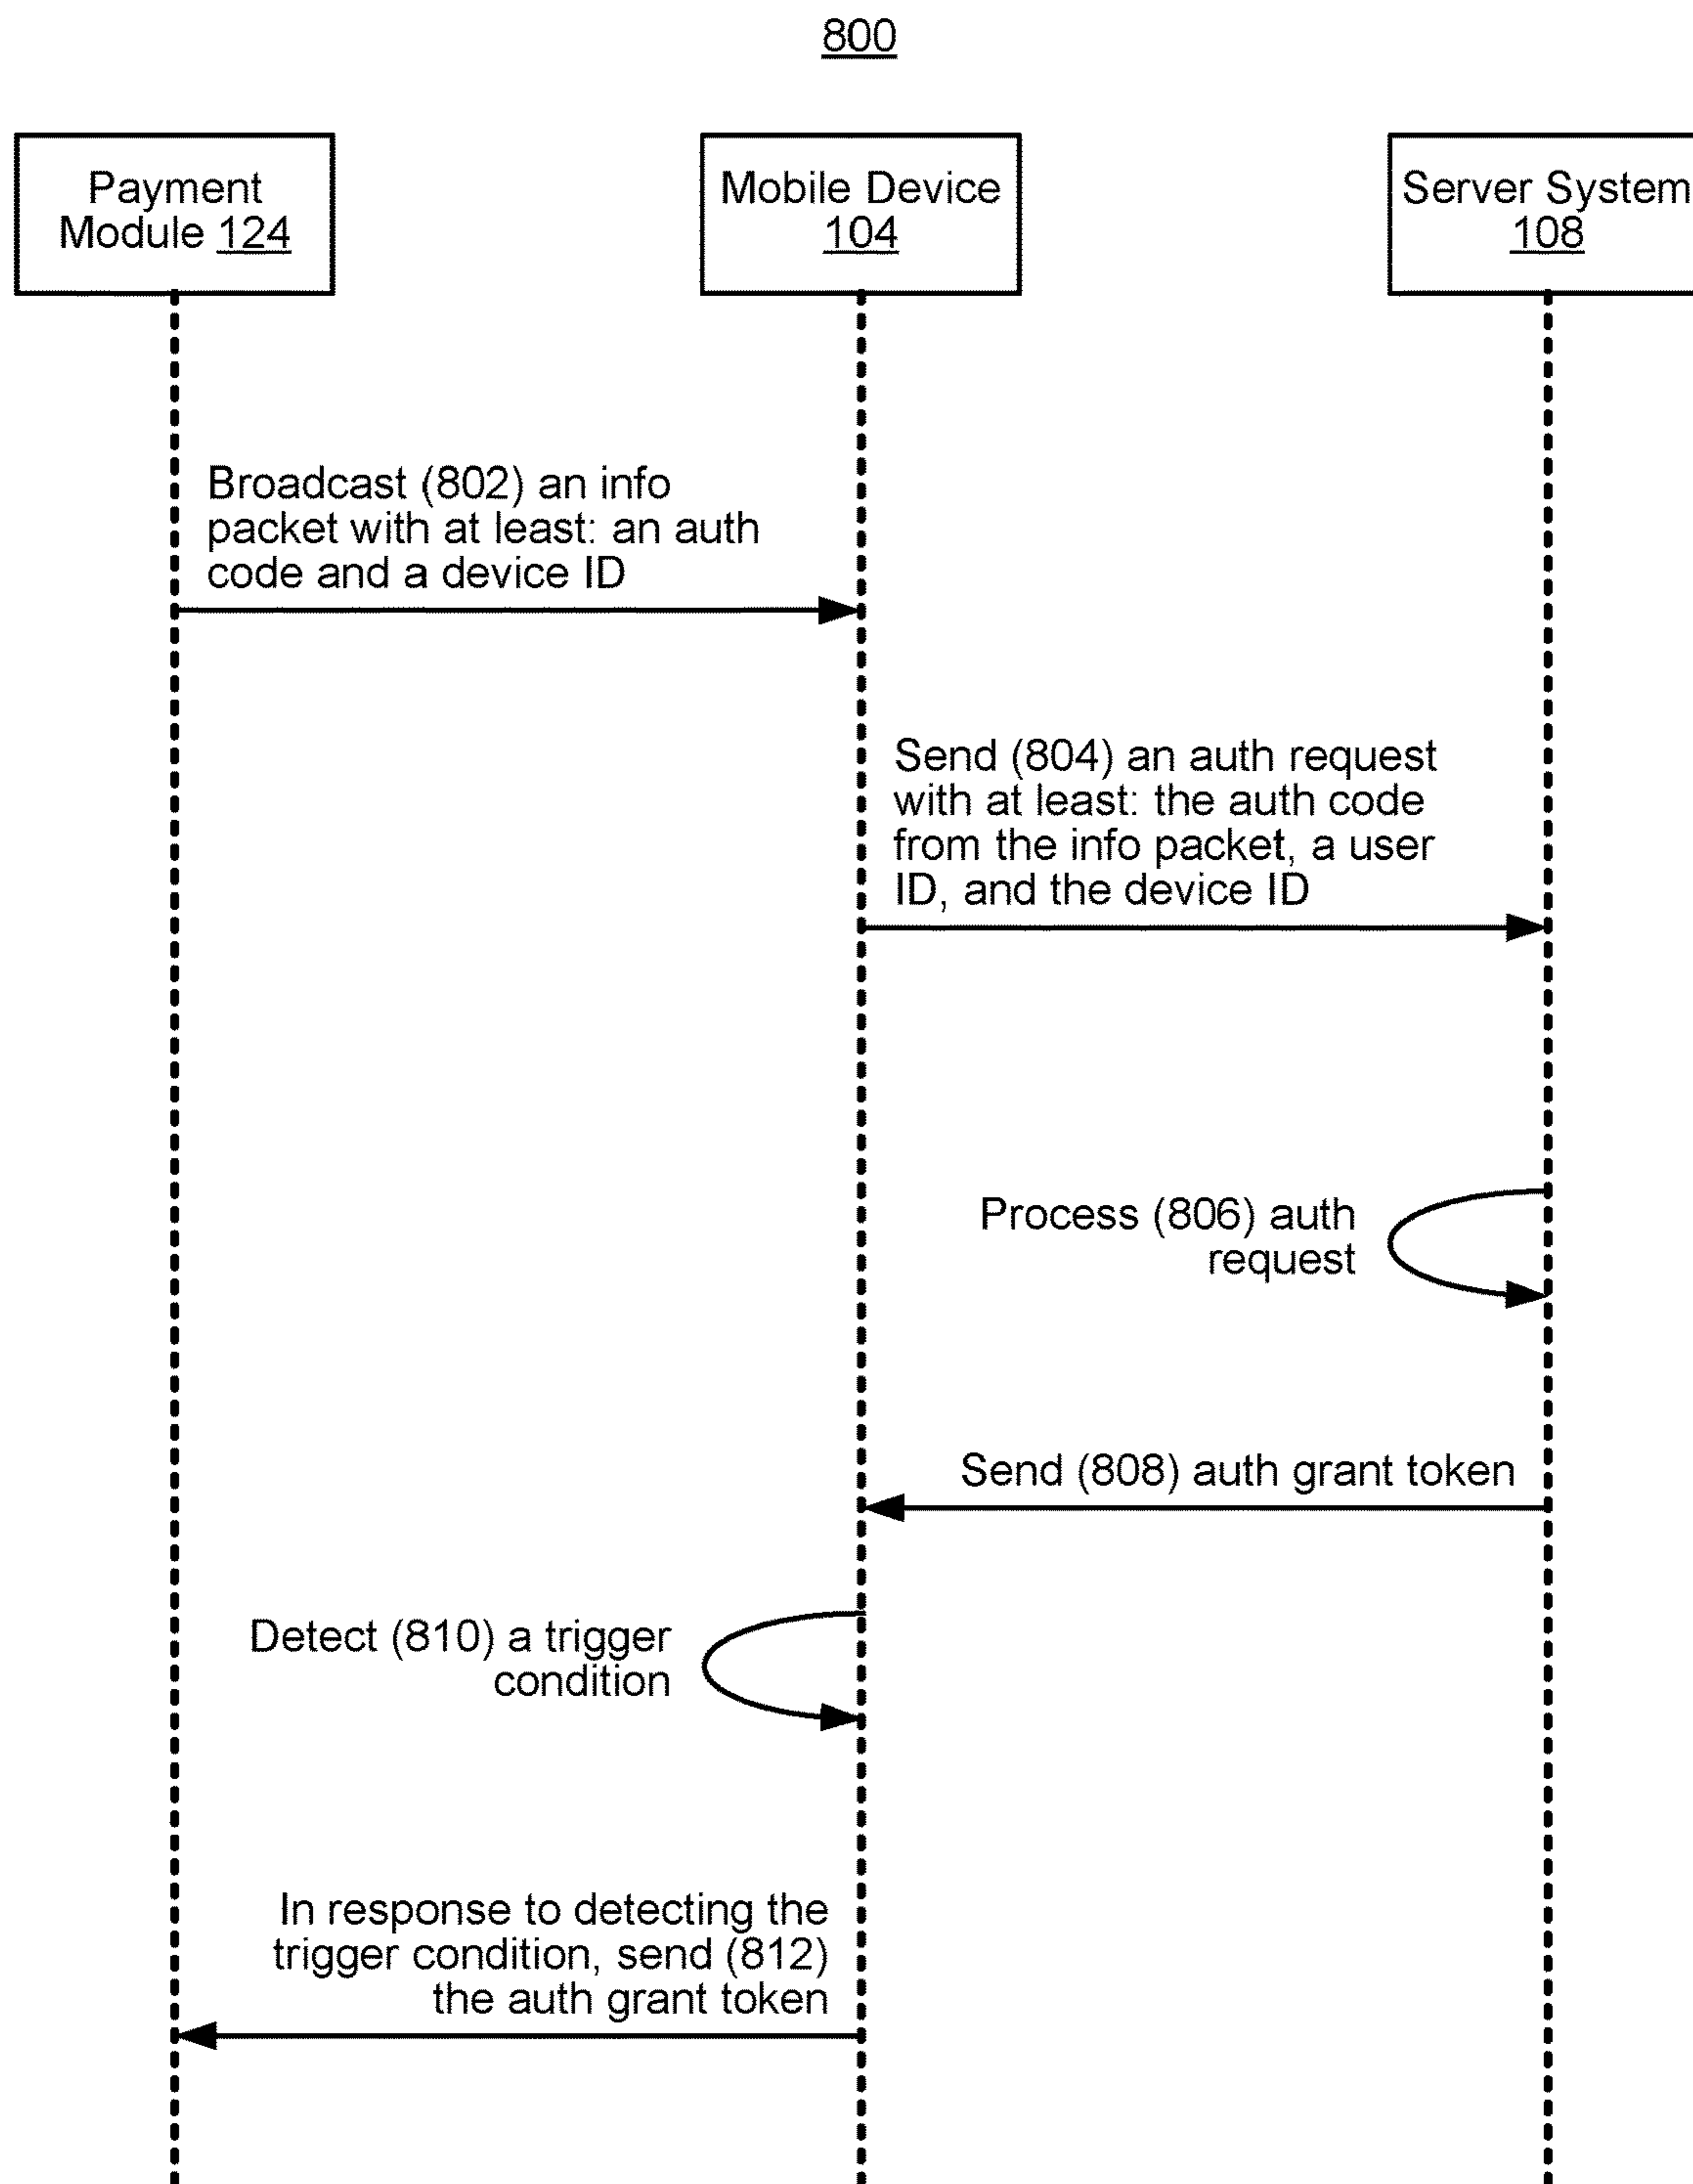 800
Payment
Module 124
Mobile Device
104
Server System
108
Broadcast (802) an info
packet with at least: an auth
code and a device ID
Send (804) an auth request
with at least: the auth code
from the info packet, a user
ID, and the device ID
Process (806) auth
request
Send (808) auth grant token
Detect (810) a trigger
condition
In response to detecting the
trigger condition, send (812)
the auth grant token